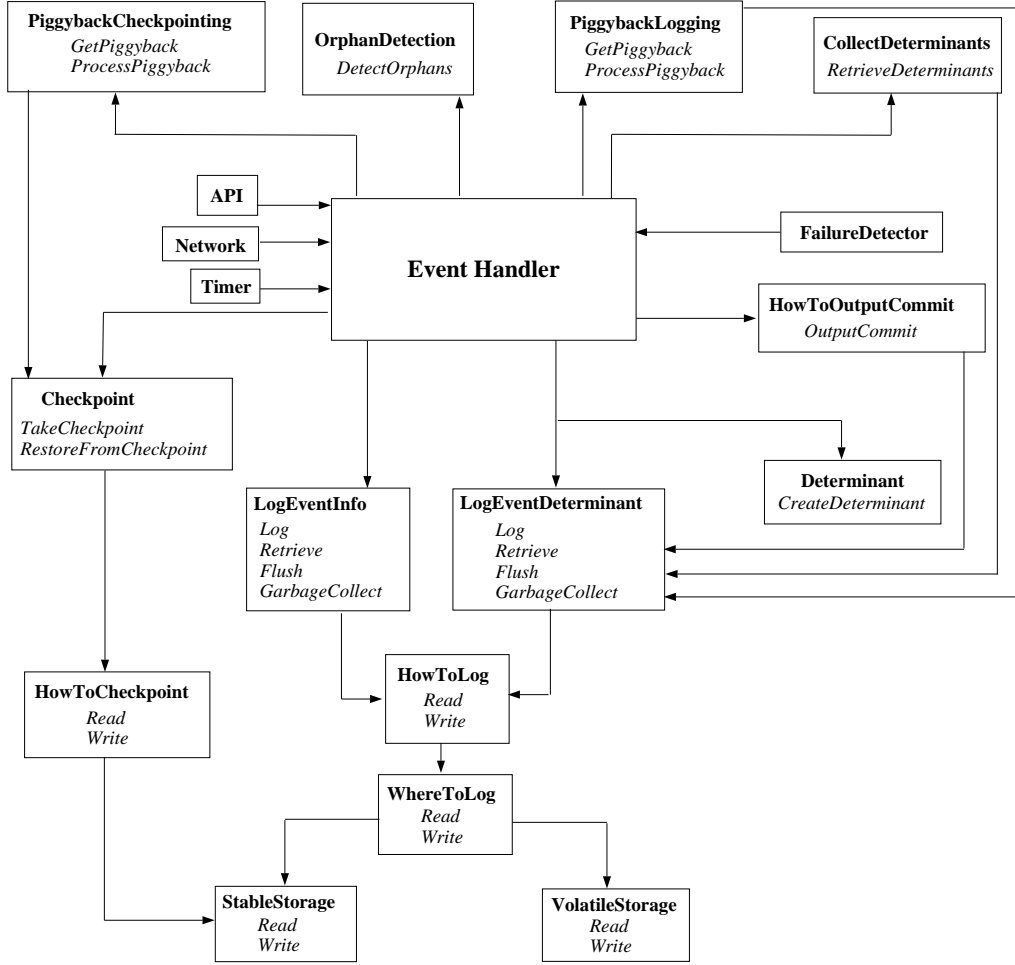 PiggybackCheckpointing
GetPiggyback
ProcessPiggyback
OrphanDetection
DetectOrphans
PiggybackLogging
GetPiggyback
ProcessPiggyback
CollectDeterminants
RetrieveDeterminants
API
Network
Timer
Event Handler
FailureDetector
HowToOutputCommit
OutputCommit
Checkpoint
TakeCheckpoint
RestoreFromCheckpoint
LogEventInfo
Log
Retrieve
Flush
GarbageCollect
LogEventDeterminant
Log
Retrieve
Flush
GarbageCollect
Determinant
CreateDeterminant
HowToCheckpoint
Read
Write
HowToLog
Read
Write
WhereToLog
Read
Write
StableStorage
Read
Write
VolatileStorage
Read
Write